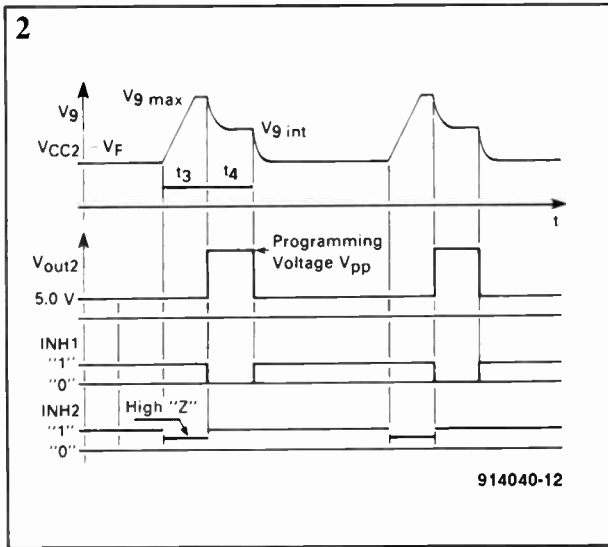 2
V9 max
V9
V9 int
VCC2 - VF
t3 t4
t
Programming
Voltage Vpp
Vout2
5.0 V
INH1
"1"
"0"
High "Z"
INH2
"1"
"0"
914040-12